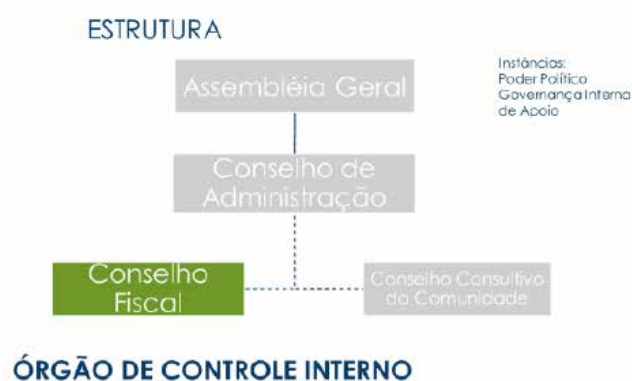 ESTRUTURA
Assembléia Geral
Instâncias:
Poder Político
Governança Interna
de Apoio
Conselho de
Administração
Conselho
Fiscal
Conselho Consultivo
da Comunidade
ÓRGÃO DE CONTROLE INTERNO